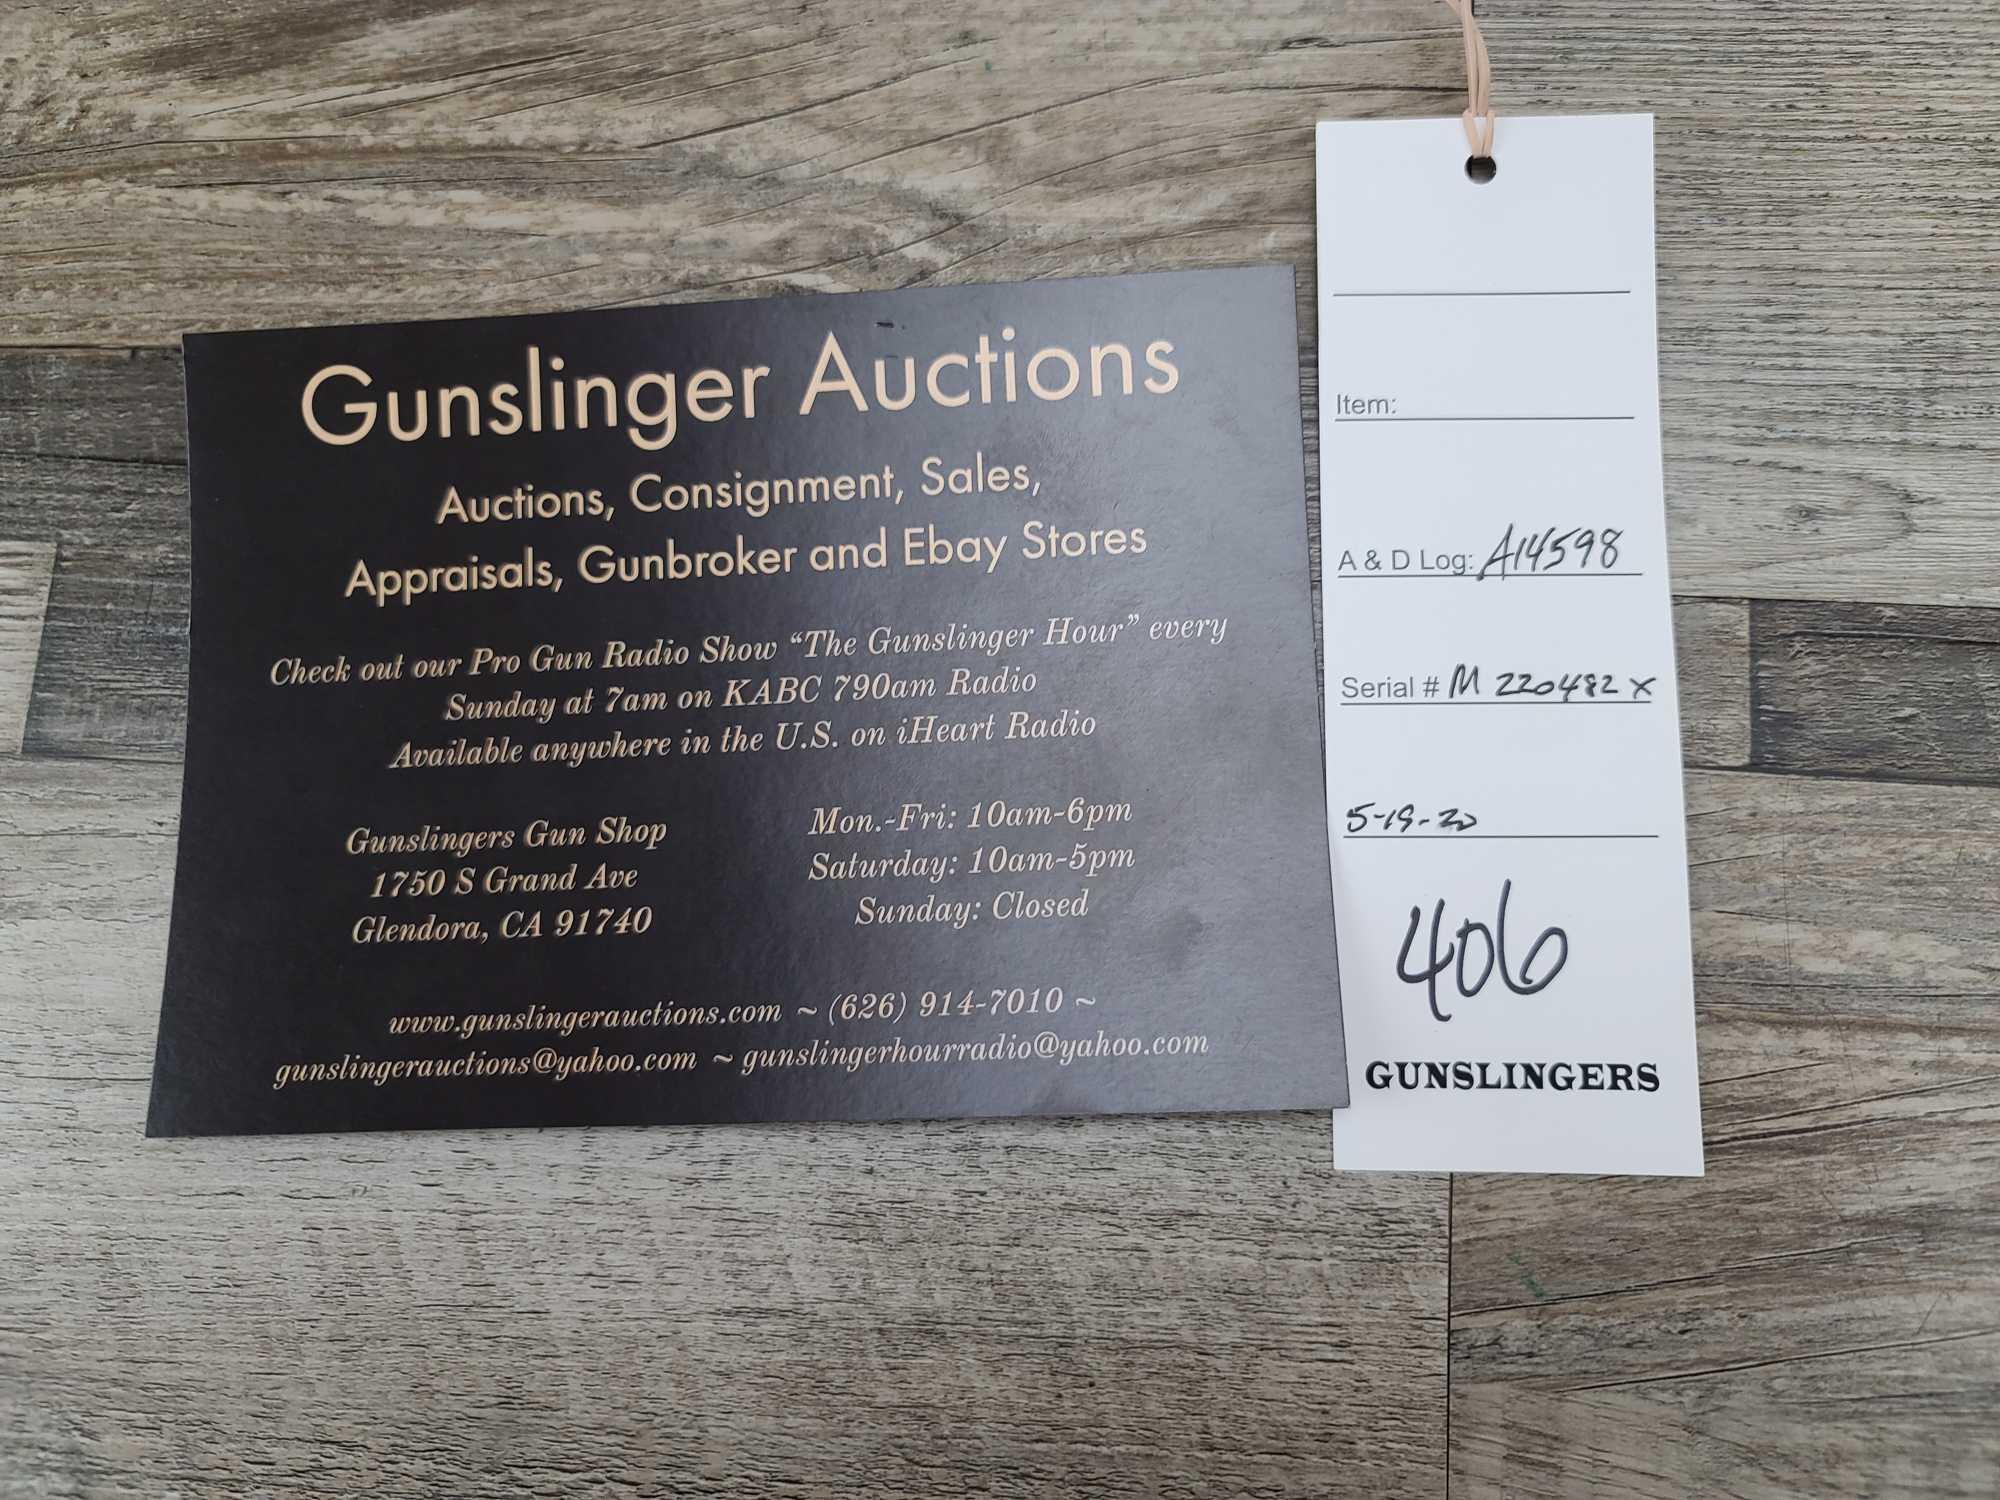 Gunslinger Auctions
Auctions, Consignment, Sales,
Appraisals, Gunbroker and Ebay Stores
Check out our Pro Gun Radio Show “The Gunslinger Hour” every
Sunday at 7am on KABC 790am Radio
Available anywhere in the U.S. on iHeart Radio
Gunslingers Gun Shop
1750 S Grand Ave
Glendora, CA 91740
Mon.-Fri: 10am-6pm
Saturday: 10am-5pm
Sunday: Closed
www.gunslingerauctions.com ~ (626) 914-7010 ~
gunslingerauctions@yahoo.com ~ gunslingerhourradio@yahoo.com
Item:
A & D Log: A14598
Serial # M 220482 X
5-19-20
406
GUNSLINGERS